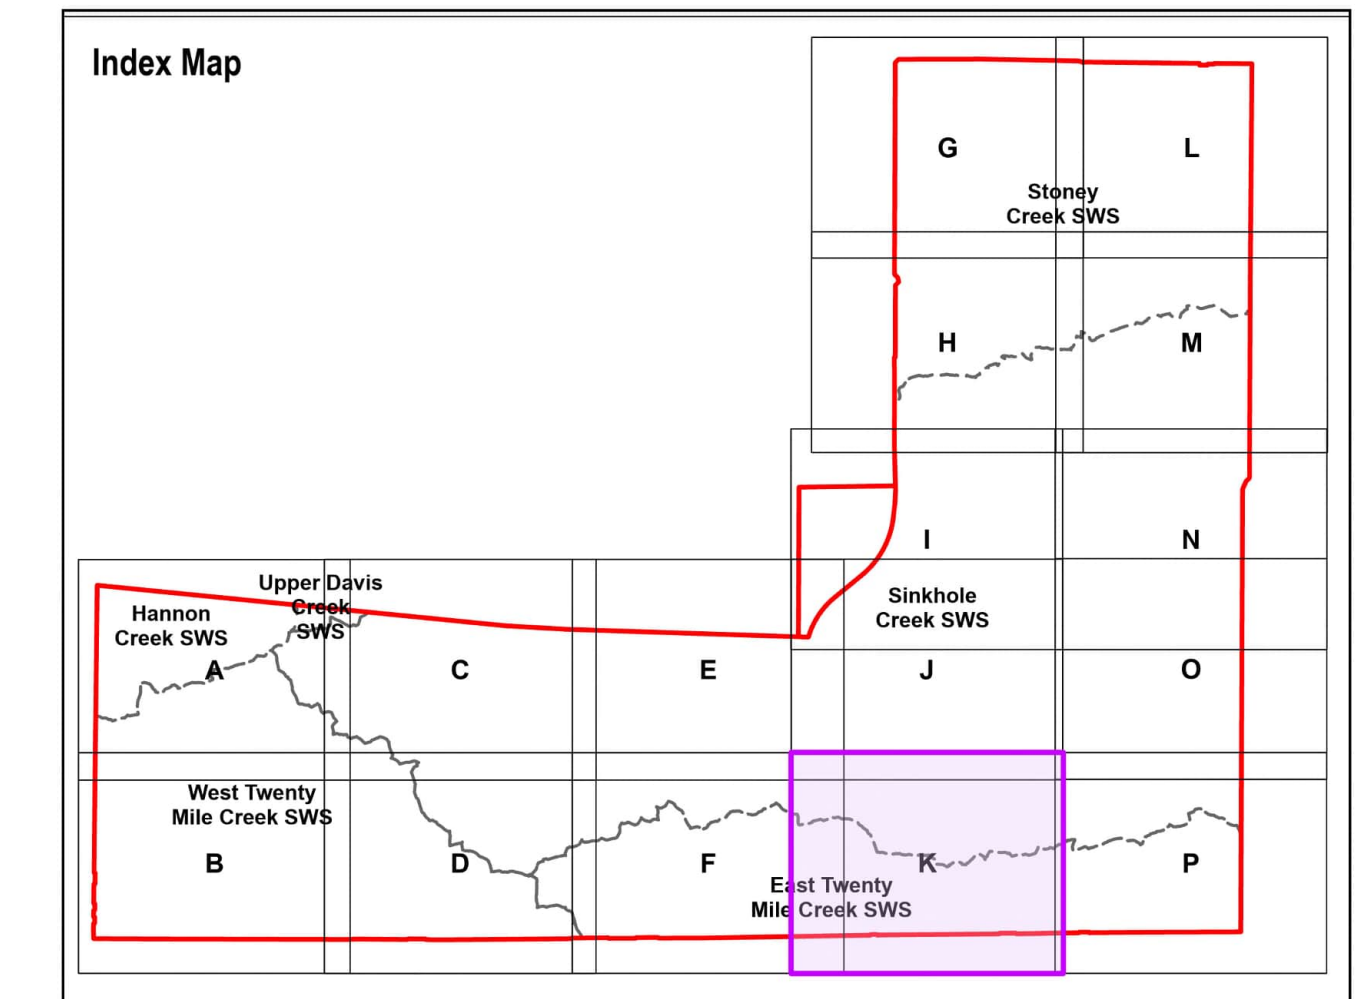 Index Map
G
L
Stoney
Creek SWS
H
M
I
N
Upper Davis
Creek
SWS
Hannon
Creek SWS
Sinkhole
Creek SWS
A
C
E
J
O
West Twenty
Mile Creek SWS
B
D
F
K
P
East Twenty
Mile Creek SWS